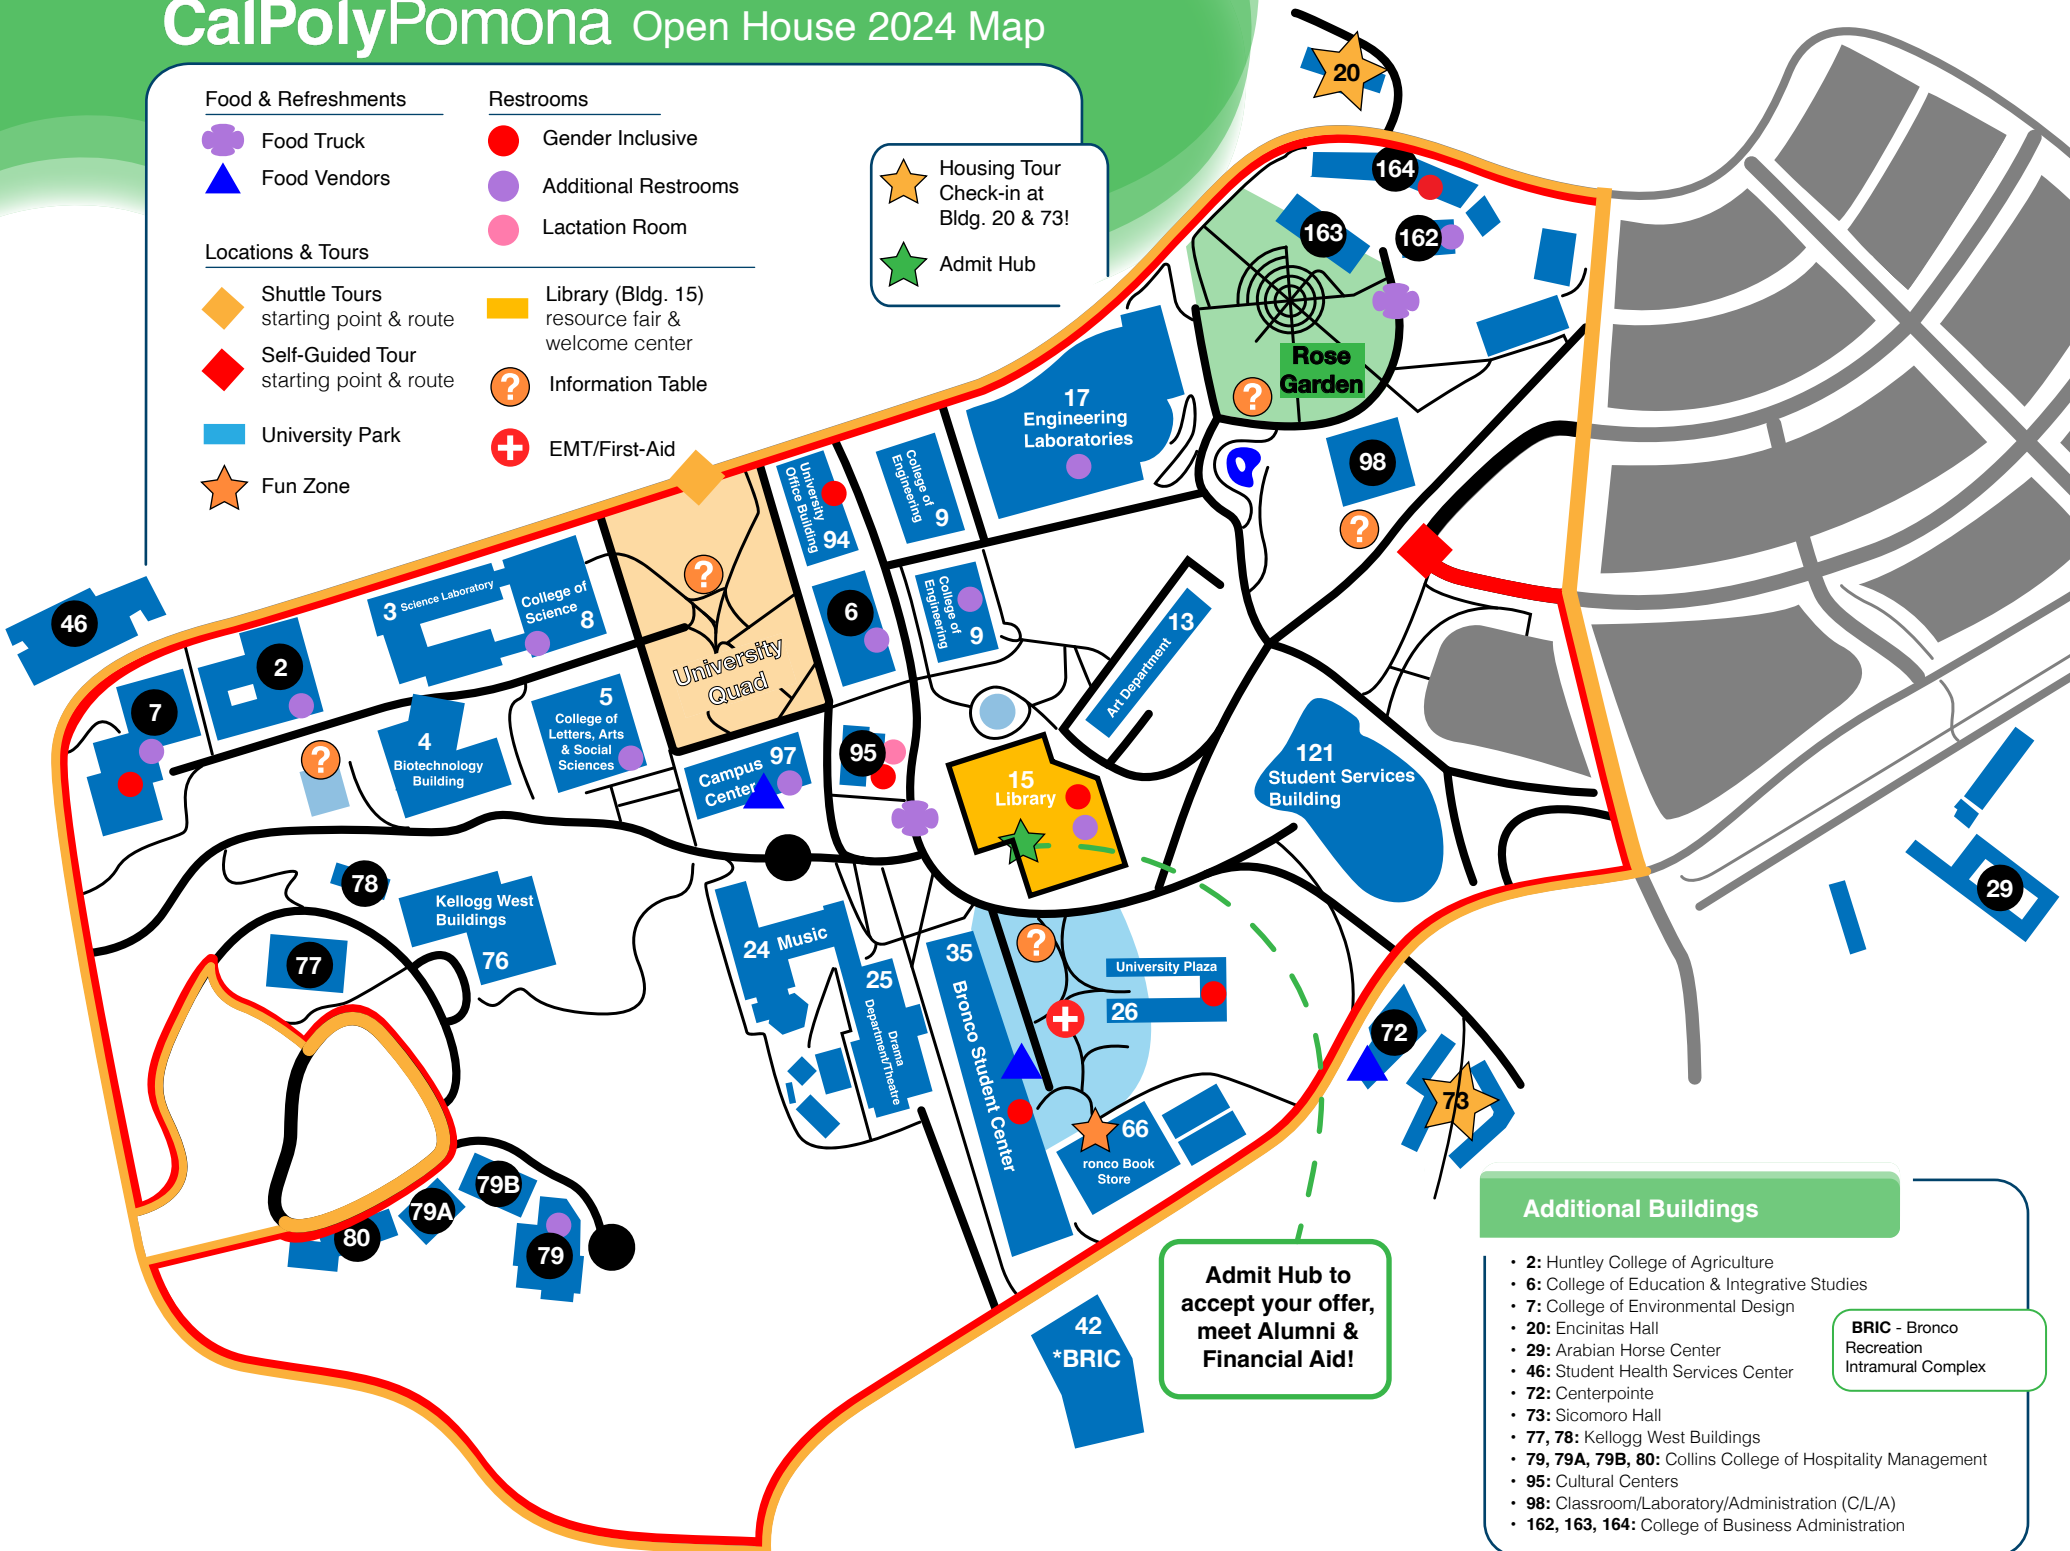 CalPolyPomona Open House 2024 Map
Food & Refreshments
Food Truck
Food Vendors
Restrooms
Gender Inclusive
Additional Restrooms
Lactation Room
Housing Tour
Check-in at
Bldg. 20 & 73!
Admit Hub
Locations & Tours
Shuttle Tours
starting point & route
Self-Guided Tour
starting point & route
University Park
Fun Zone
Library (Bldg. 15)
resource fair &
welcome center
? Information Table
EMT/First-Aid
20
164
163
162
Rose
Garden
?
17
Engineering
Laboratories
98
?
University
Office Building
94
College of
Engineering
9
?
University
Quad
6
College of
Engineering
9
13
Art Department
46
3 Science Laboratory
College of
Science
8
2
7
?
4
Biotechnology
Building
5
College of
Letters, Arts
& Social
Sciences
Campus
Center
97
95
15
Library
121
Student Services
Building
29
78
Kellogg West
Buildings
76
77
24 Music
25
Drama
Department/Theatre
35
Bronco Student Center
?
University Plaza
26
72
73
66
ronco Book
Store
79B
79A
80
79
42
*BRIC
Admit Hub to
accept your offer,
meet Alumni &
Financial Aid!
Additional Buildings
• 2: Huntley College of Agriculture
• 6: College of Education & Integrative Studies
• 7: College of Environmental Design
• 20: Encinitas Hall
• 29: Arabian Horse Center
• 46: Student Health Services Center
• 72: Centerpointe
• 73: Sicomoro Hall
• 77, 78: Kellogg West Buildings
• 79, 79A, 79B, 80: Collins College of Hospitality Management
• 95: Cultural Centers
• 98: Classroom/Laboratory/Administration (C/L/A)
• 162, 163, 164: College of Business Administration
BRIC - Bronco
Recreation
Intramural Complex